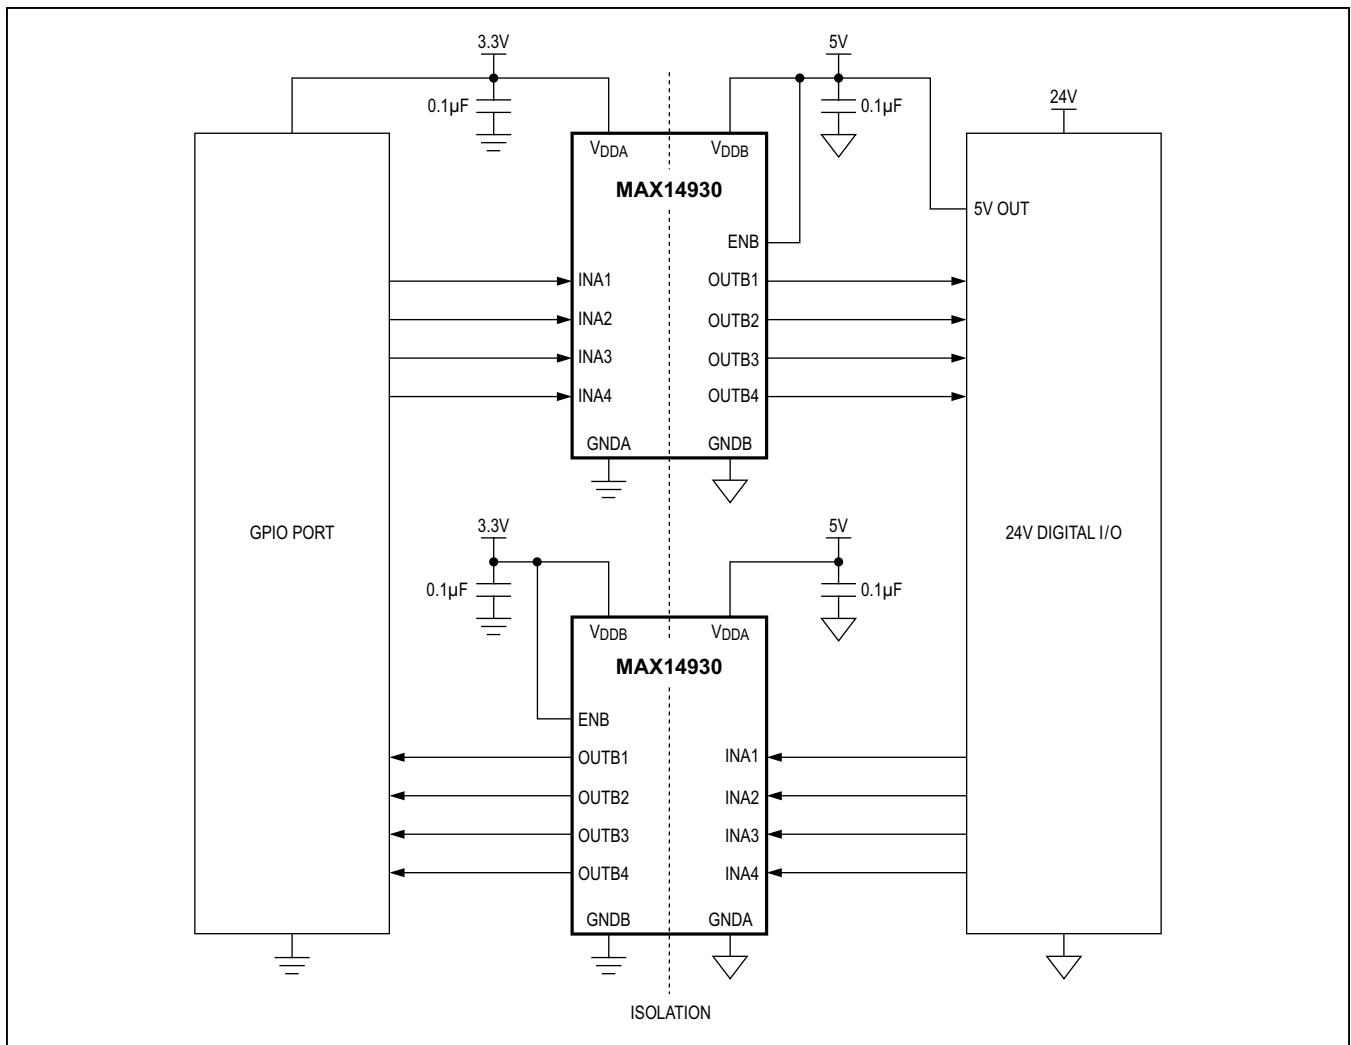 3.3V
5V
0.1µF
0.1µF
24V
VDDA
VDDB
MAX14930
5V OUT
ENB
INA1
OUTB1
INA2
OUTB2
INA3
OUTB3
INA4
OUTB4
GNDA
GNDB
3.3V
5V
GPIO PORT
24V DIGITAL I/O
0.1µF
0.1µF
VDDB
VDDA
MAX14930
ENB
OUTB1
INA1
OUTB2
INA2
OUTB3
INA3
OUTB4
INA4
GNDB
GNDA
ISOLATION